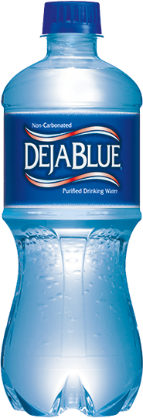 Non-Carbonated
DEJABLUE
Purified Drinking Water